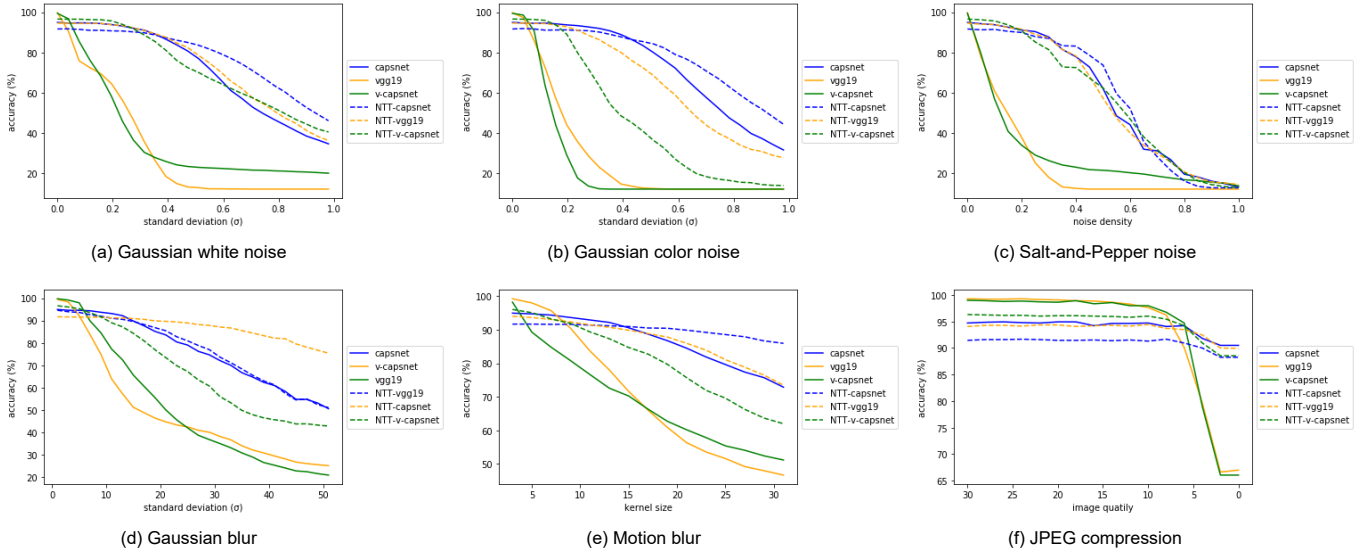 100
80
60
40
20
accuracy (%)
0.0 0.2 0.4 0.6 0.8 1.0
standard deviation (σ)
capsnet
vgg19
v-capsnet
NTT-capsnet
NTT-vgg19
NTT-v-capsnet
(a) Gaussian white noise
100
80
60
40
20
accuracy (%)
0.0 0.2 0.4 0.6 0.8 1.0
standard deviation (σ)
capsnet
vgg19
v-capsnet
NTT-capsnet
NTT-vgg19
NTT-v-capsnet
(b) Gaussian color noise
100
80
60
40
20
accuracy (%)
0.0 0.2 0.4 0.6 0.8 1.0
noise density
capsnet
vgg19
v-capsnet
NTT-capsnet
NTT-vgg19
NTT-v-capsnet
(c) Salt-and-Pepper noise
100
90
80
70
60
50
40
30
20
accuracy (%)
0 10 20 30 40 50
standard deviation (σ)
capsnet
v-capsnet
vgg19
NTT-vgg19
NTT-capsnet
NTT-v-capsnet
(d) Gaussian blur
100
90
80
70
60
50
accuracy (%)
5 10 15 20 25 30
kernel size
capsnet
vgg19
v-capsnet
NTT-capsnet
NTT-vgg19
NTT-v-capsnet
(e) Motion blur
100
95
90
85
80
75
70
65
accuracy (%)
30 25 20 15 10 5 0
image quatily
capsnet
vgg19
v-capsnet
NTT-capsnet
NTT-vgg19
NTT-v-capsnet
(f) JPEG compression